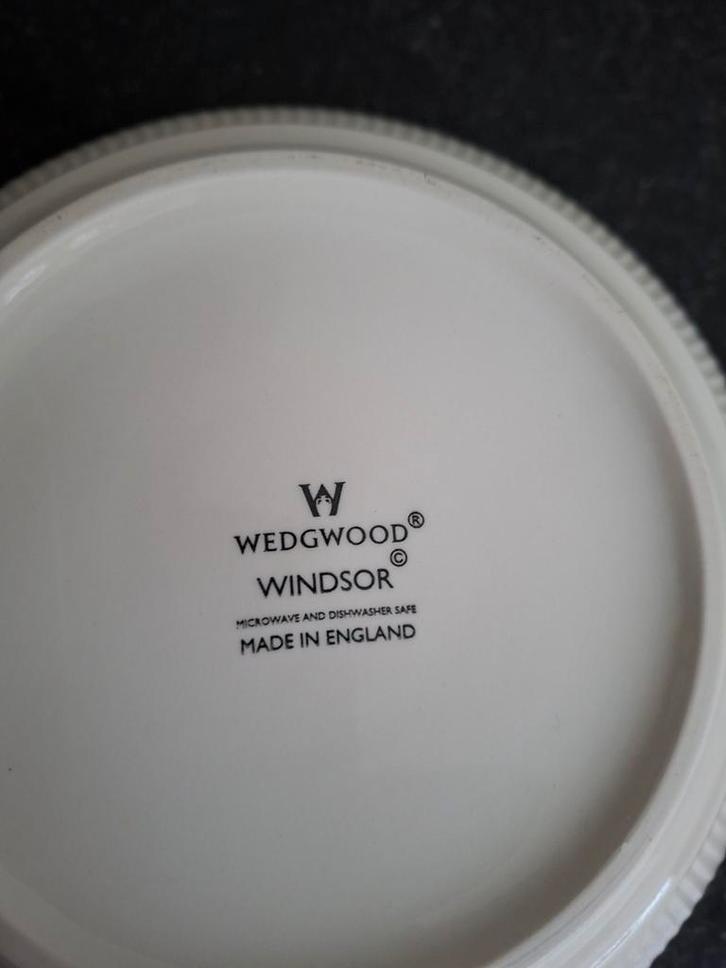 W
WEDGWOOD®
WINDSOR©
MICROWAVE AND DISHWASHER SAFE
MADE IN ENGLAND